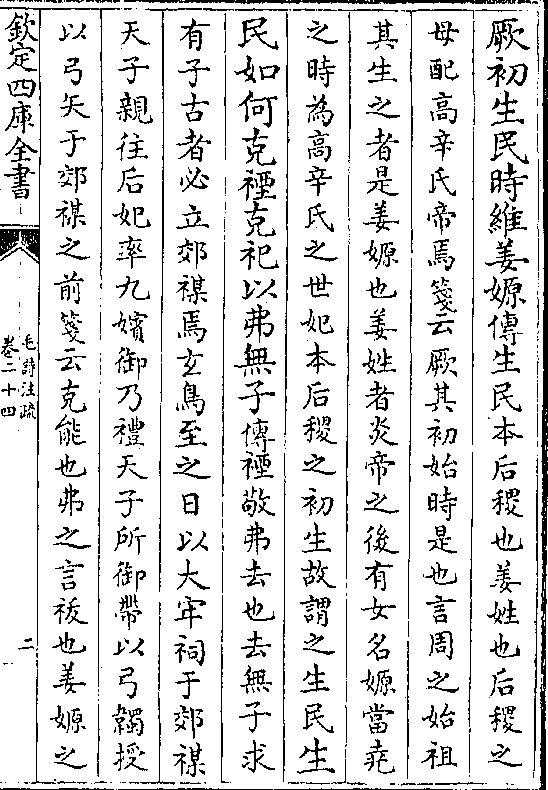 厥初生民時維姜嫄傳生民本后稷也姜姓也后稷之
母配高辛氏帝焉箋云厥其初始時是也言周之始祖
其生之者是姜嫄也姜姓者炎帝之後有女名嫄當堯
之時為高辛氏之世妃本后稷之初生故謂之生民生
民如何克禋克祀以弗無子傳禋敬弗去也去無子求
有子古者必立郊禖焉玄鳥至之日以大牢祠于郊禖
天子親往后妃率九嬪御乃禮天子所御帶以弓韣授
以弓矢于郊禖之前箋云克能也弗之言祓也姜嫄之
欽定四庫全書
毛詩注疏
卷二十四
二